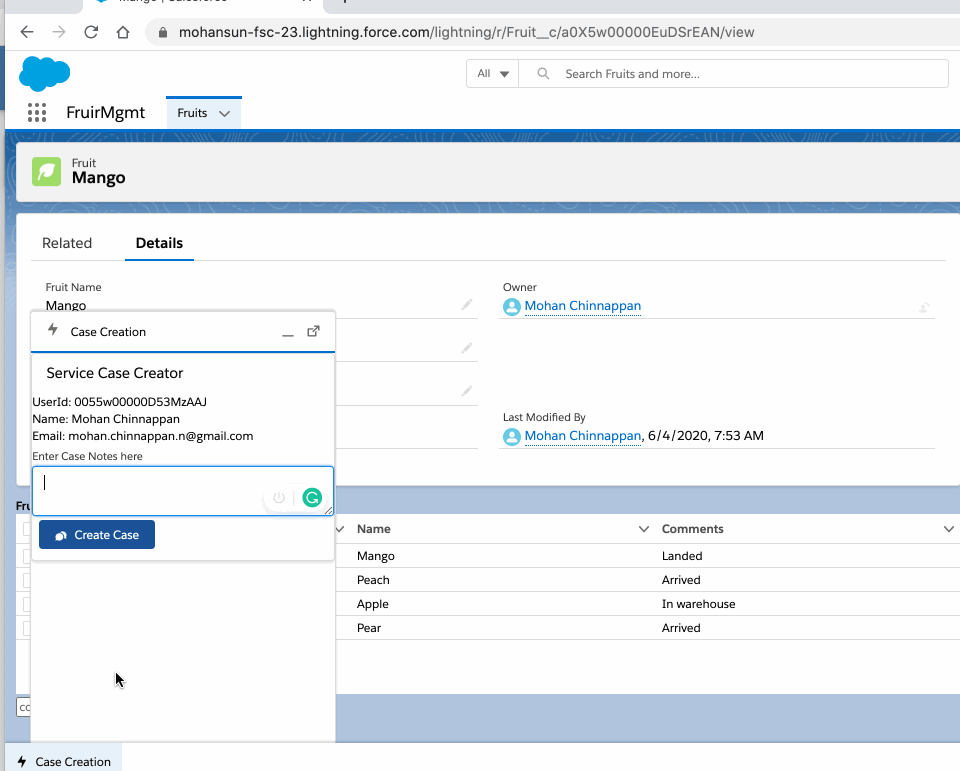 mohansun-fsc-23.lightning.force.com/lightning/r/Fruit__c/a0X5w00000EuDSrEAN/view
All
Search Fruits and more...
FruirMgmt
Fruits
Fruit
Mango
Related
Details
Fruit Name
Mango
Owner
Mohan Chinnappan
Case Creation
Service Case Creator
UserId: 0055w00000D53MzAAJ
Name: Mohan Chinnappan
Email: mohan.chinnappan.n@gmail.com
Enter Case Notes here
Last Modified By
Mohan Chinnappan, 6/4/2020, 7:53 AM
Create Case
Name
Comments
Mango
Landed
Peach
Arrived
Apple
In warehouse
Pear
Arrived
Case Creation